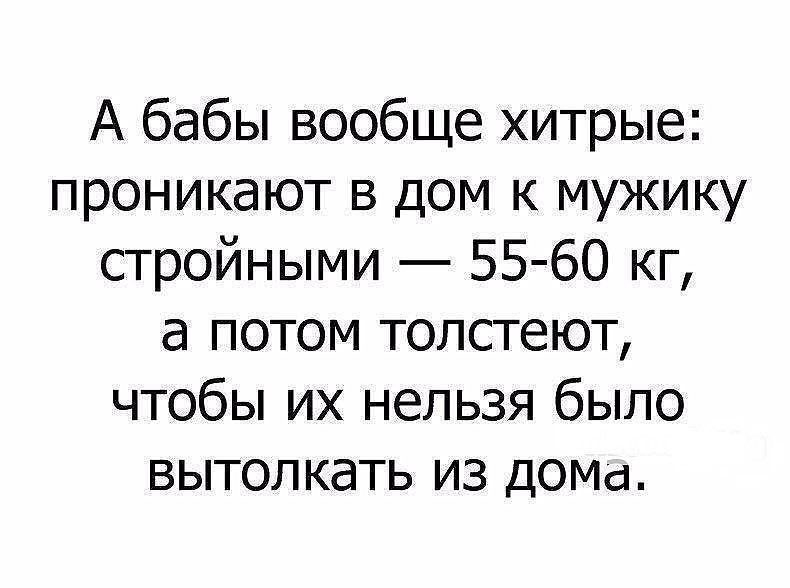 А бабы вообще хитрые:
проникают в дом к мужику
стройными — 55-60 кг,
а потом толстеют,
чтобы их нельзя было
вытолкать из дома.